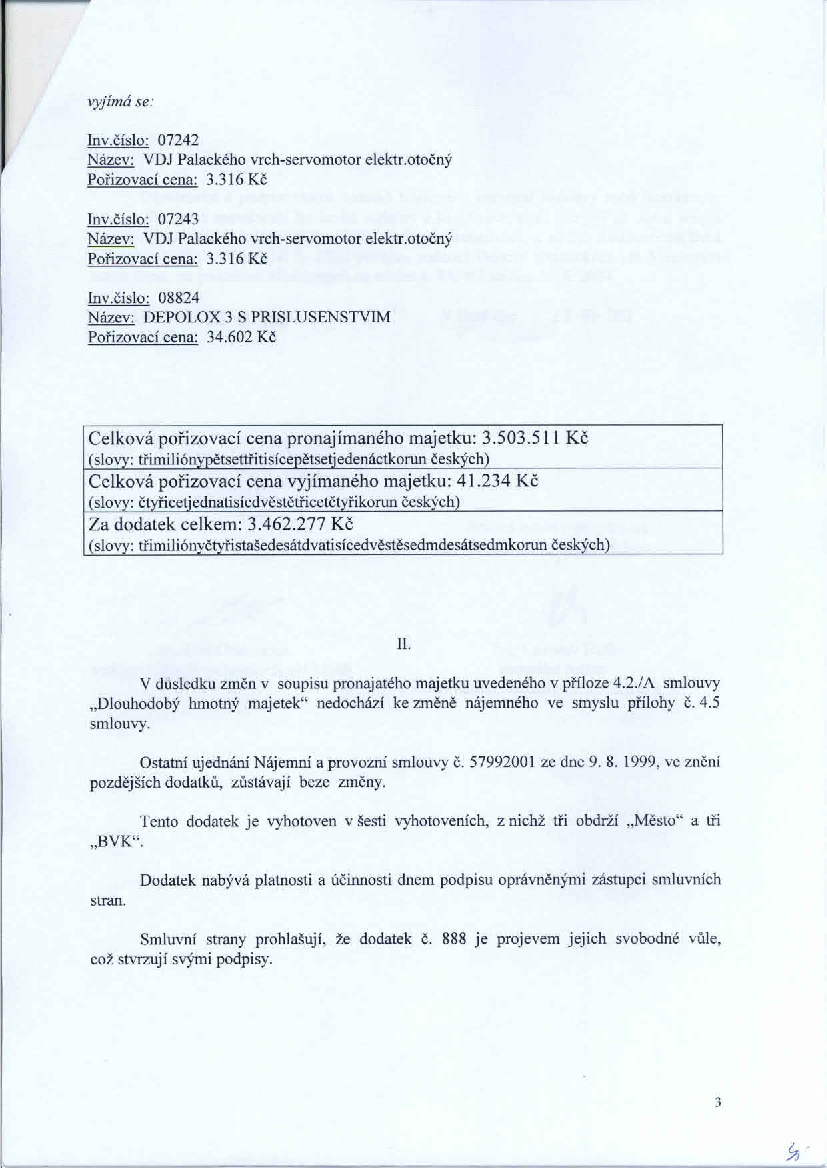 vyjímá se:
Inv.číslo: 07242
Název: VDJ Palackého vrch-servomotor elektr.otočný
Pořizovací cena: 3.316 Kč
Inv.číslo: 07243
Název: VDJ Palackého vrch-servomotor elektr.otočný
Pořizovací cena: 3.316 Kč
Inv.číslo: 08824
Název: DEPOLOX 3 S PRISLUSENSTVIM
Pořizovací cena: 34.602 Kč
Celková pořizovací cena pronajímaného majetku: 3.503.511 Kč
(slovy: třimiliónypětsettřitisícepětsetjedenáctkorun českých)
Celková pořizovací cena vyjímaného majetku: 41.234 Kč
(slovy: čtyřicetjednatisícdvěstětřicetčtyřikorun českých)
Za dodatek celkem: 3.462.277 Kč
(slovy: třimiliónyčtyřistašedesátdvatisícedvěstěsedmdesátsedmkorun českých)
II.
V důsledku změn v soupisu pronajatého majetku uvedeného v příloze 4.2./A smlouvy
„Dlouhodobý hmotný majetek“ nedochází ke změně nájemného ve smyslu přílohy č. 4.5
smlouvy.
Ostatní ujednání Nájemní a provozní smlouvy č. 57992001 ze dne 9. 8. 1999, ve znění
pozdějších dodatků, zůstávají beze změny.
Tento dodatek je vyhotoven v šesti vyhotoveních, z nichž tři obdrží „Město“ a tři
„BVK“.
Dodatek nabývá platnosti a účinnosti dnem podpisu oprávněnými zástupci smluvních
stran.
Smluvní strany prohlašují, že dodatek č. 888 je projevem jejich svobodné vůle,
což stvrzují svými podpisy.
3